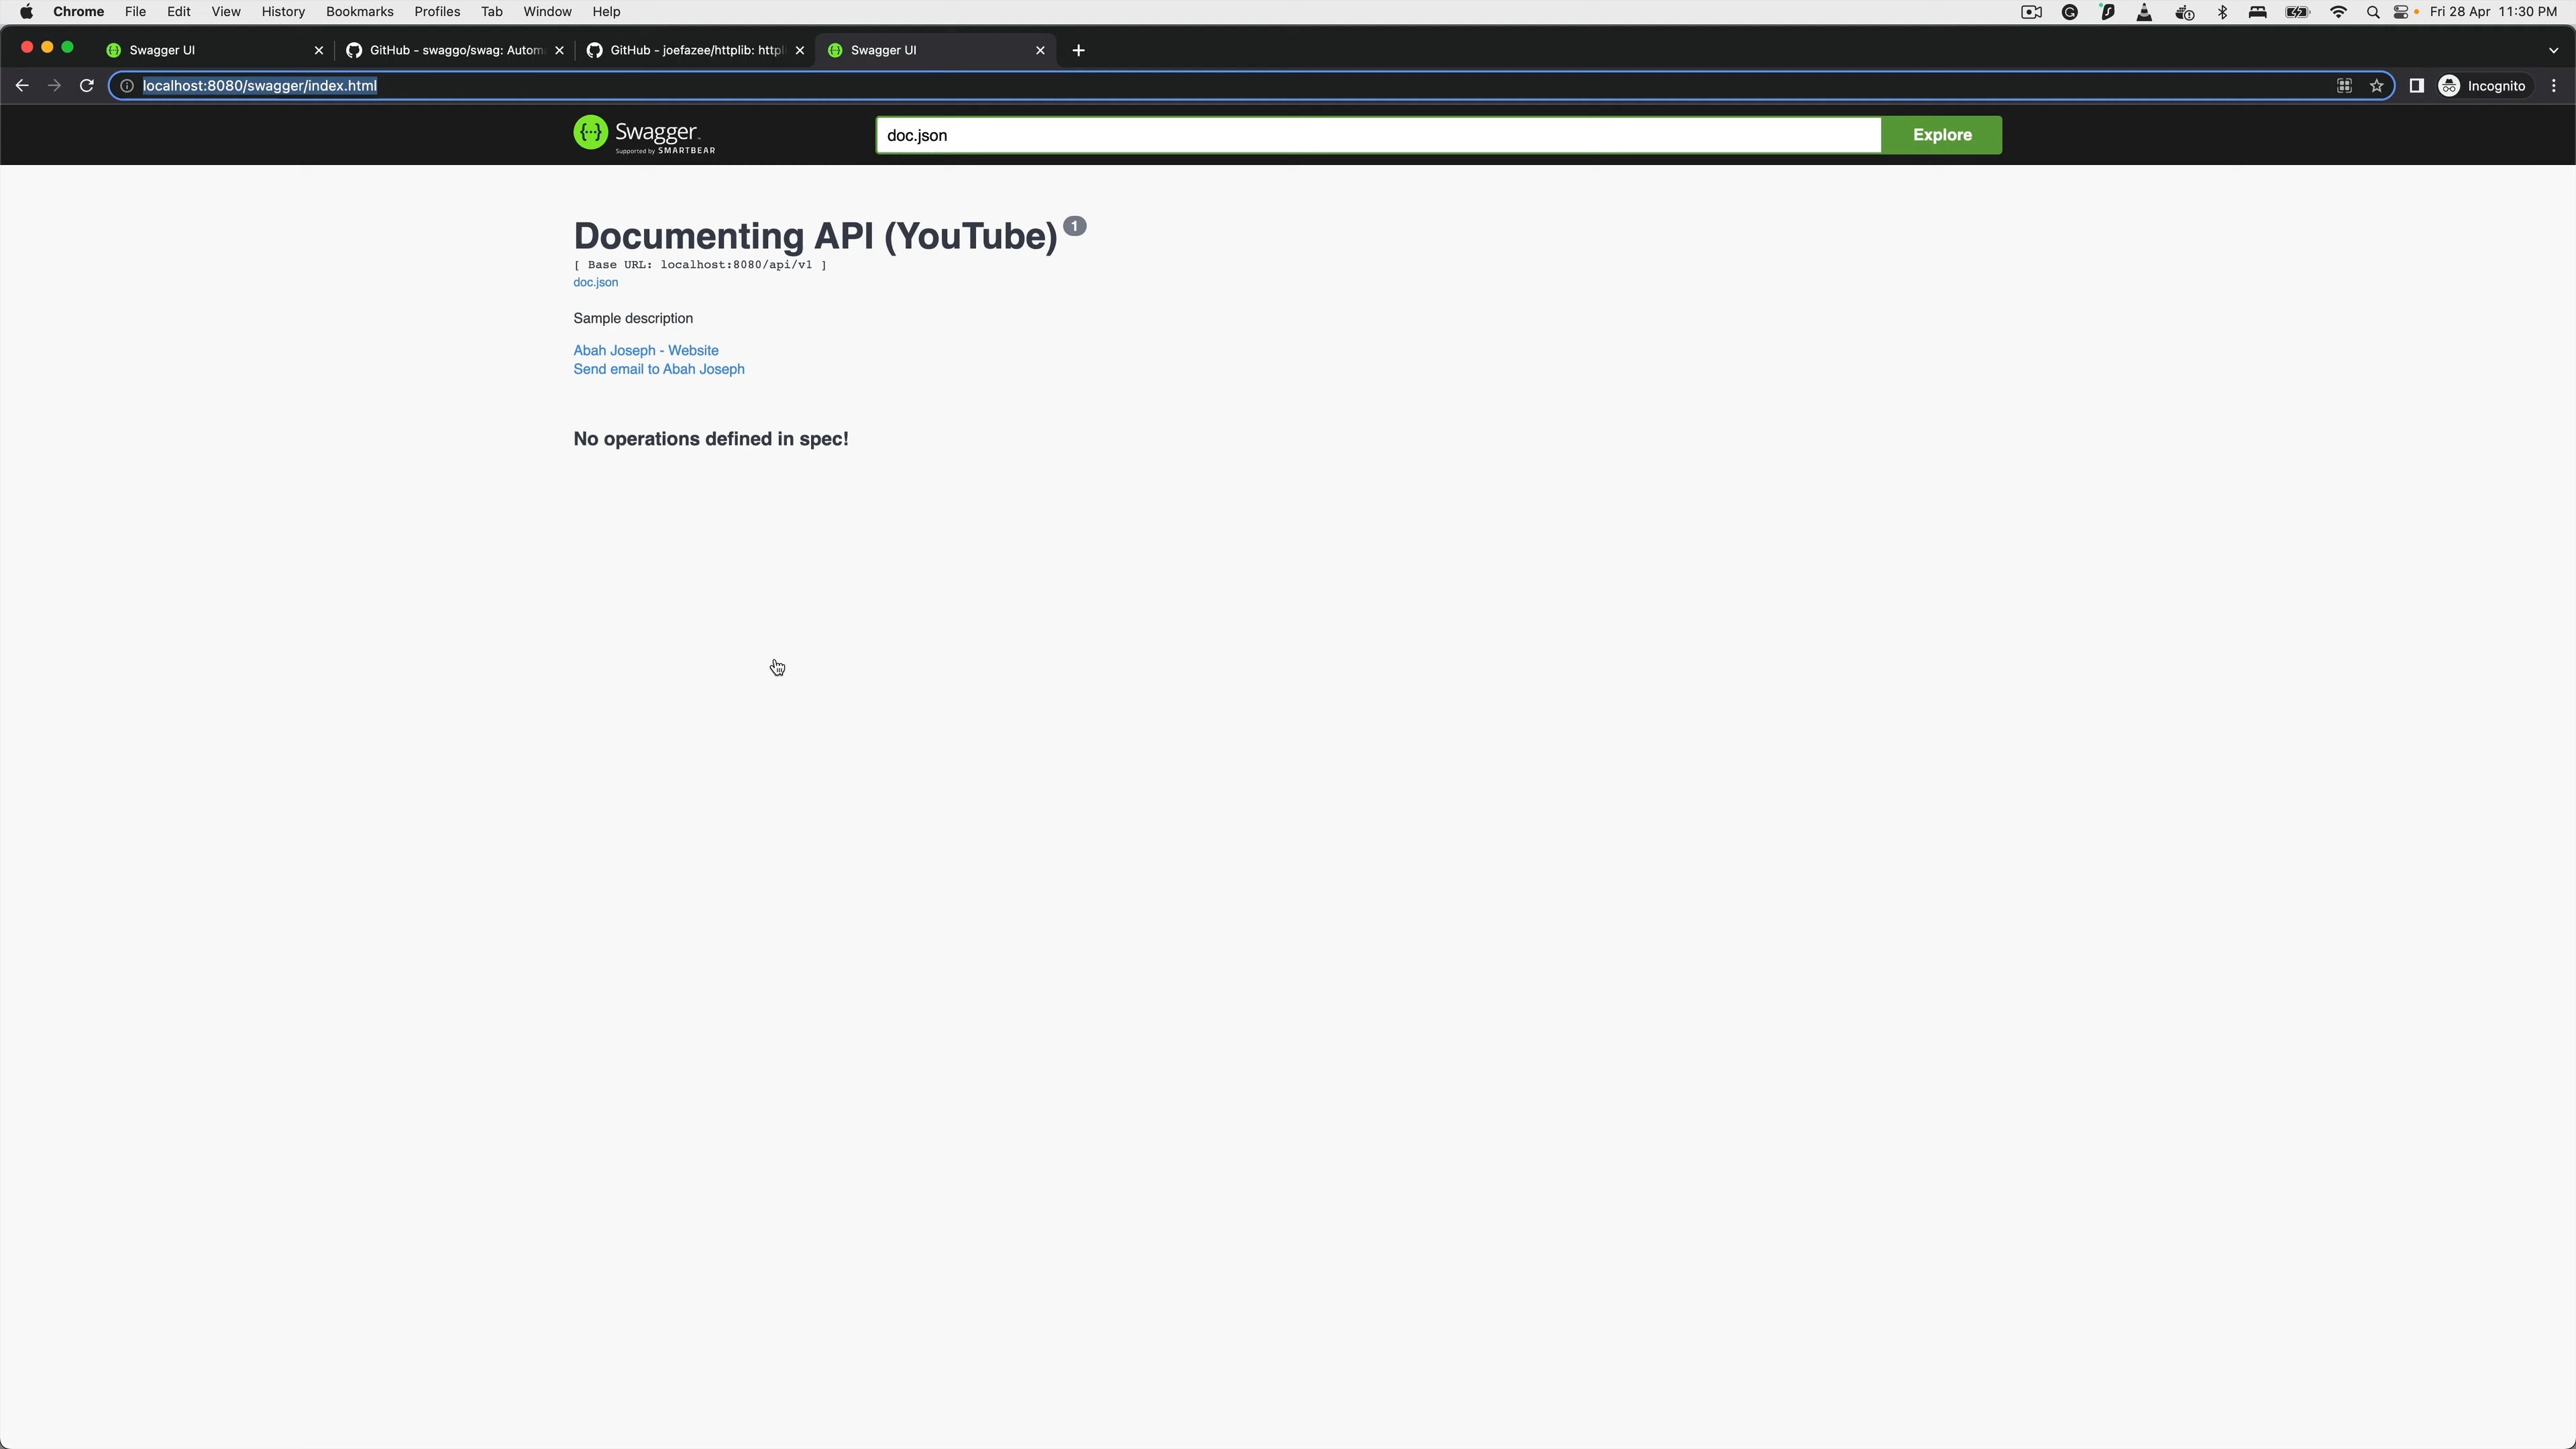 Chrome File Edit View History Bookmarks Profiles Tab Window Help Fri 28 Apr 11:30 PM
Swagger UI GitHub - swaggo/swag: Autom GitHub - joefazee/httplib: httpl Swagger UI
localhost:8080/swagger/index.html Incognito
Swagger
Supported by SMARTBEAR
doc.json Explore
Documenting API (YouTube) 1
[ Base URL: localhost:8080/api/v1 ]
doc.json
Sample description
Abah Joseph - Website
Send email to Abah Joseph
No operations defined in spec!